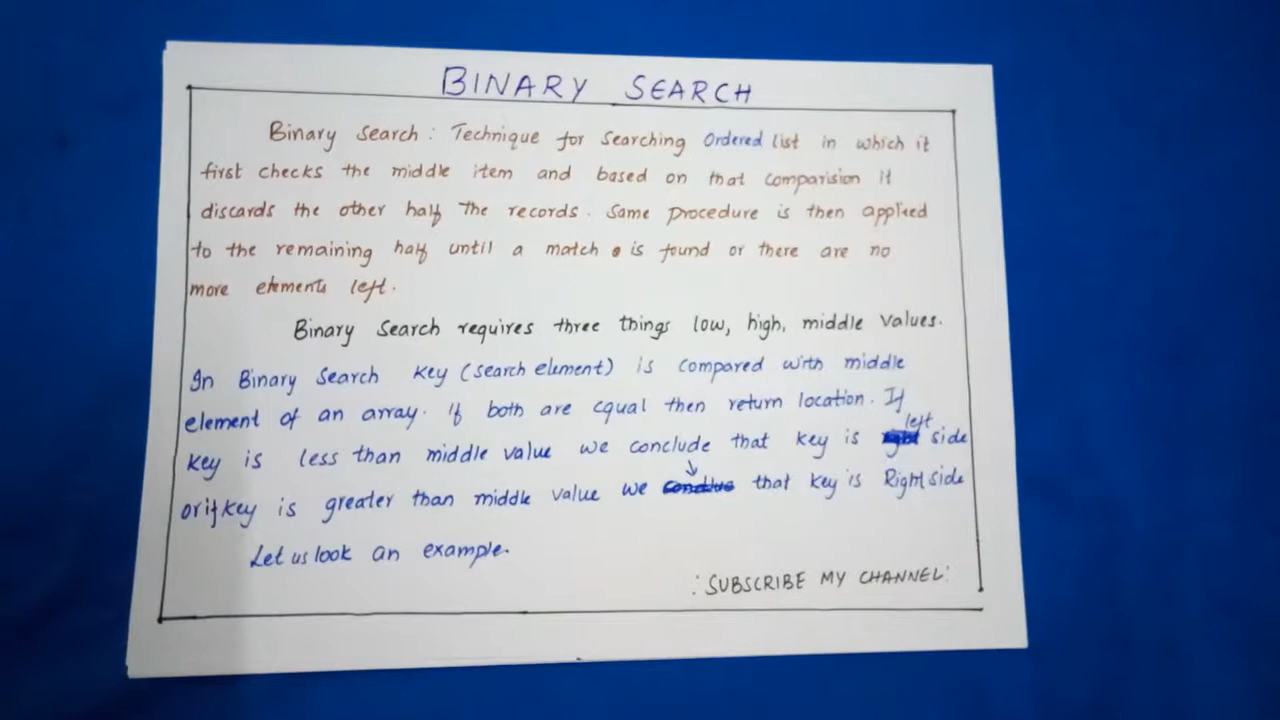 BINARY SEARCH
Binary Search : Technique for Searching Ordered list in which it
first checks the middle item and based on that comparision it
discards the other half the records. Same procedure is then applied
to the remaining half until a match is found or there are no
more elements left.
Binary Search requires three things low, high, middle values.
In Binary Search key (search element) is compared with middle
element of an array. If both are equal then return location. If
key is less than middle value we conclude that key is left side
or if key is greater than middle value we that key is Right side
Let us look an example.
: SUBSCRIBE MY CHANNEL :